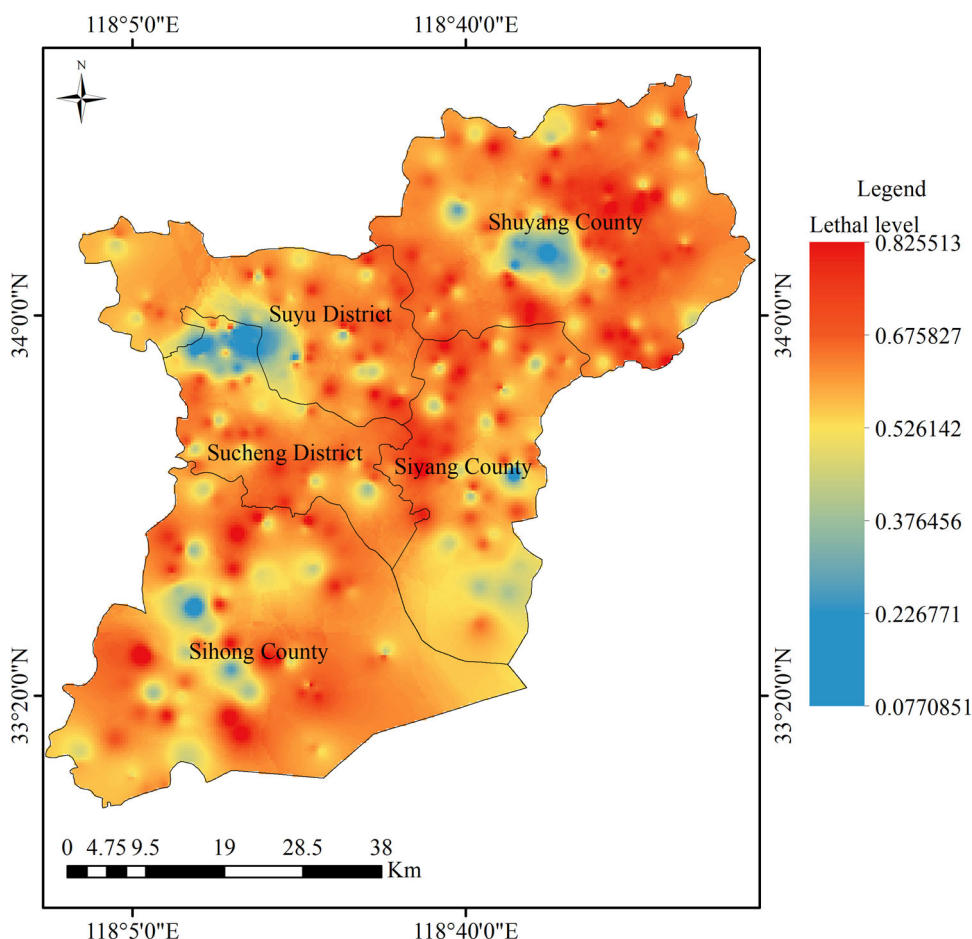 118°5'0"E 118°40'0"E
N
Legend
Lethal level
0.825513
0.675827
0.526142
0.376456
0.226771
0.0770851
34°0'0"N 34°0'0"N
33°20'0"N 33°20'0"N
Shuyang County
Suyu District
Sucheng District
Siyang County
Sihong County
0 4.75 9.5 19 28.5 38
Km
118°5'0"E 118°40'0"E